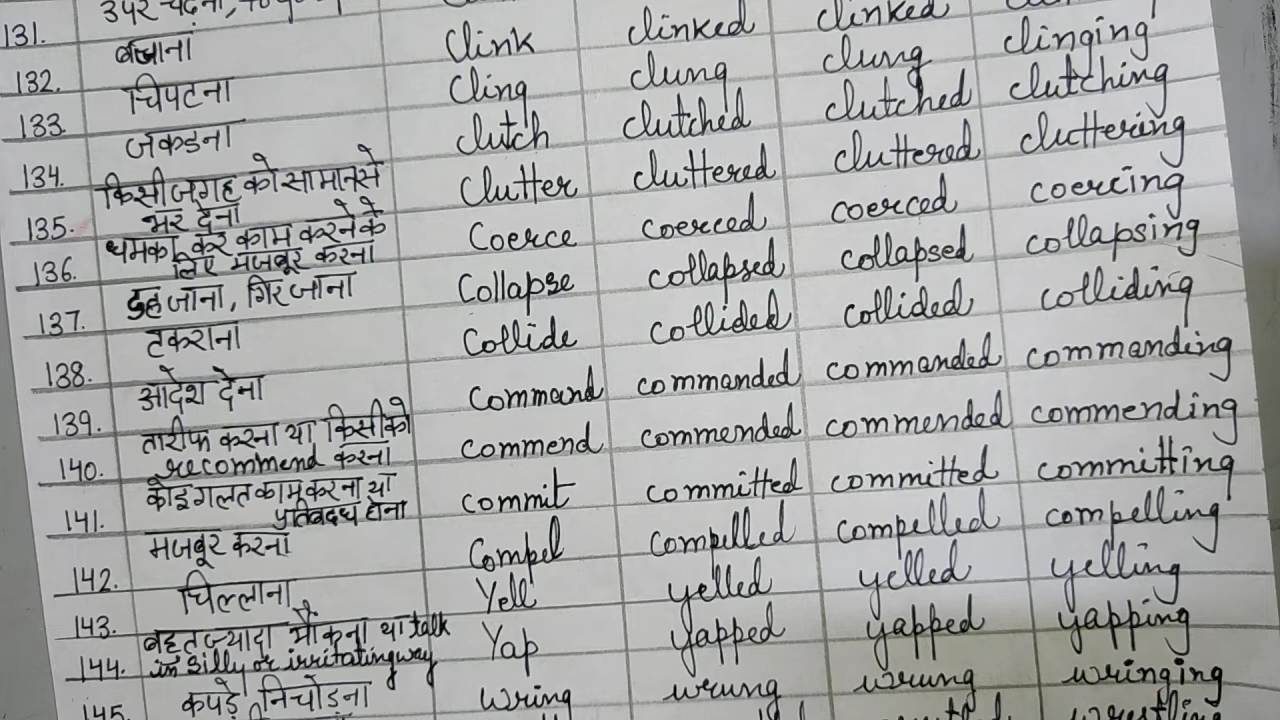 131. बजाना Clink clinked clinked
132. चिपटना Cling clung clung clinging
133. जकडना Clutch clutched clutched clutching
134. किसी जगह को सामान से Clutter cluttered cluttered cluttering
भर देना
135. धमका कर काम करने के Coerce coerced coerced coercing
लिए मजबूर करना
136. ढह जाना, गिर जाना Collapse collapsed collapsed collapsing
137. टकराना Collide collided collided colliding
138. आदेश देना Command commanded commanded commanding
139. तारीफ करना या किसी को Commend commended commended commending
recommend करना
140. कोई गलत काम करना या Commit committed committed committing
प्रतिबद्ध होना
141. मजबूर करना Compel compelled compelled compelling
142. चिल्लाना Yell yelled yelled yelling
143. बहुत ज्यादा भौंकना या talk Yap yapped yapped yapping
144. in silly or irritating way
कपड़े निचोड़ना Wring wrung wrung wringing
145.